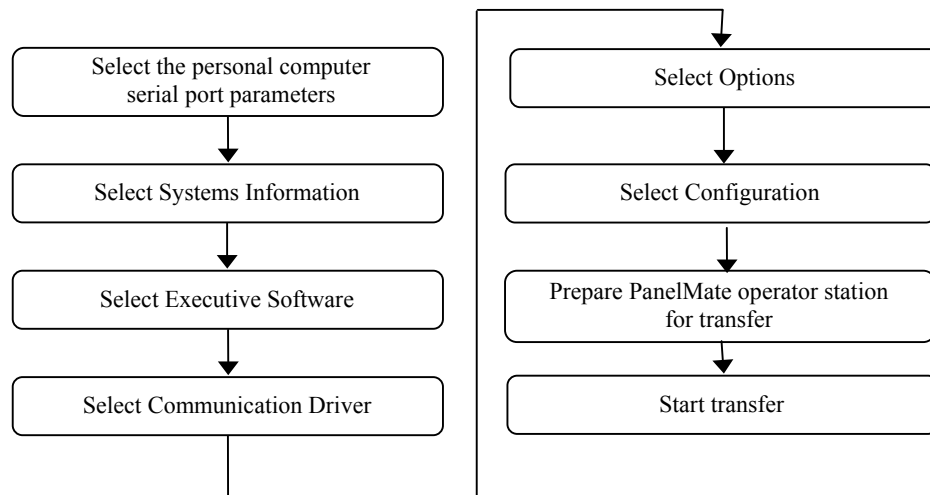 Select the personal computer
serial port parameters
Select Systems Information
Select Executive Software
Select Communication Driver
Select Options
Select Configuration
Prepare PanelMate operator station
for transfer
Start transfer